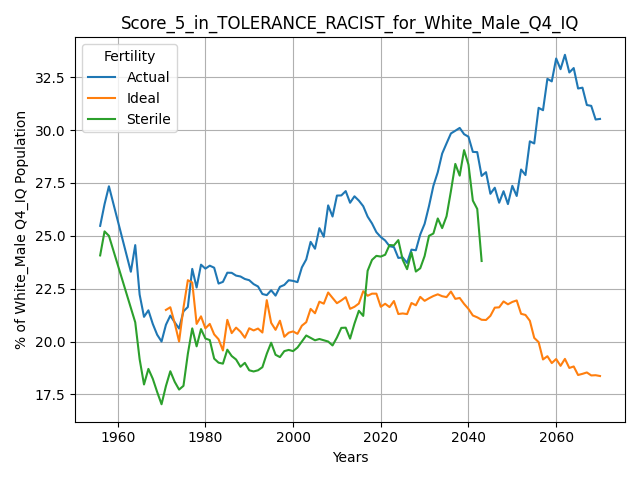 Score_5_in_TOLERANCE_RACIST_for_White_Male_Q4_IQ
Fertility
Actual
Ideal
Sterile
% of White_Male Q4_IQ Population
32.5
30.0
27.5
25.0
22.5
20.0
17.5
1960
1980
2000
2020
2040
2060
Years